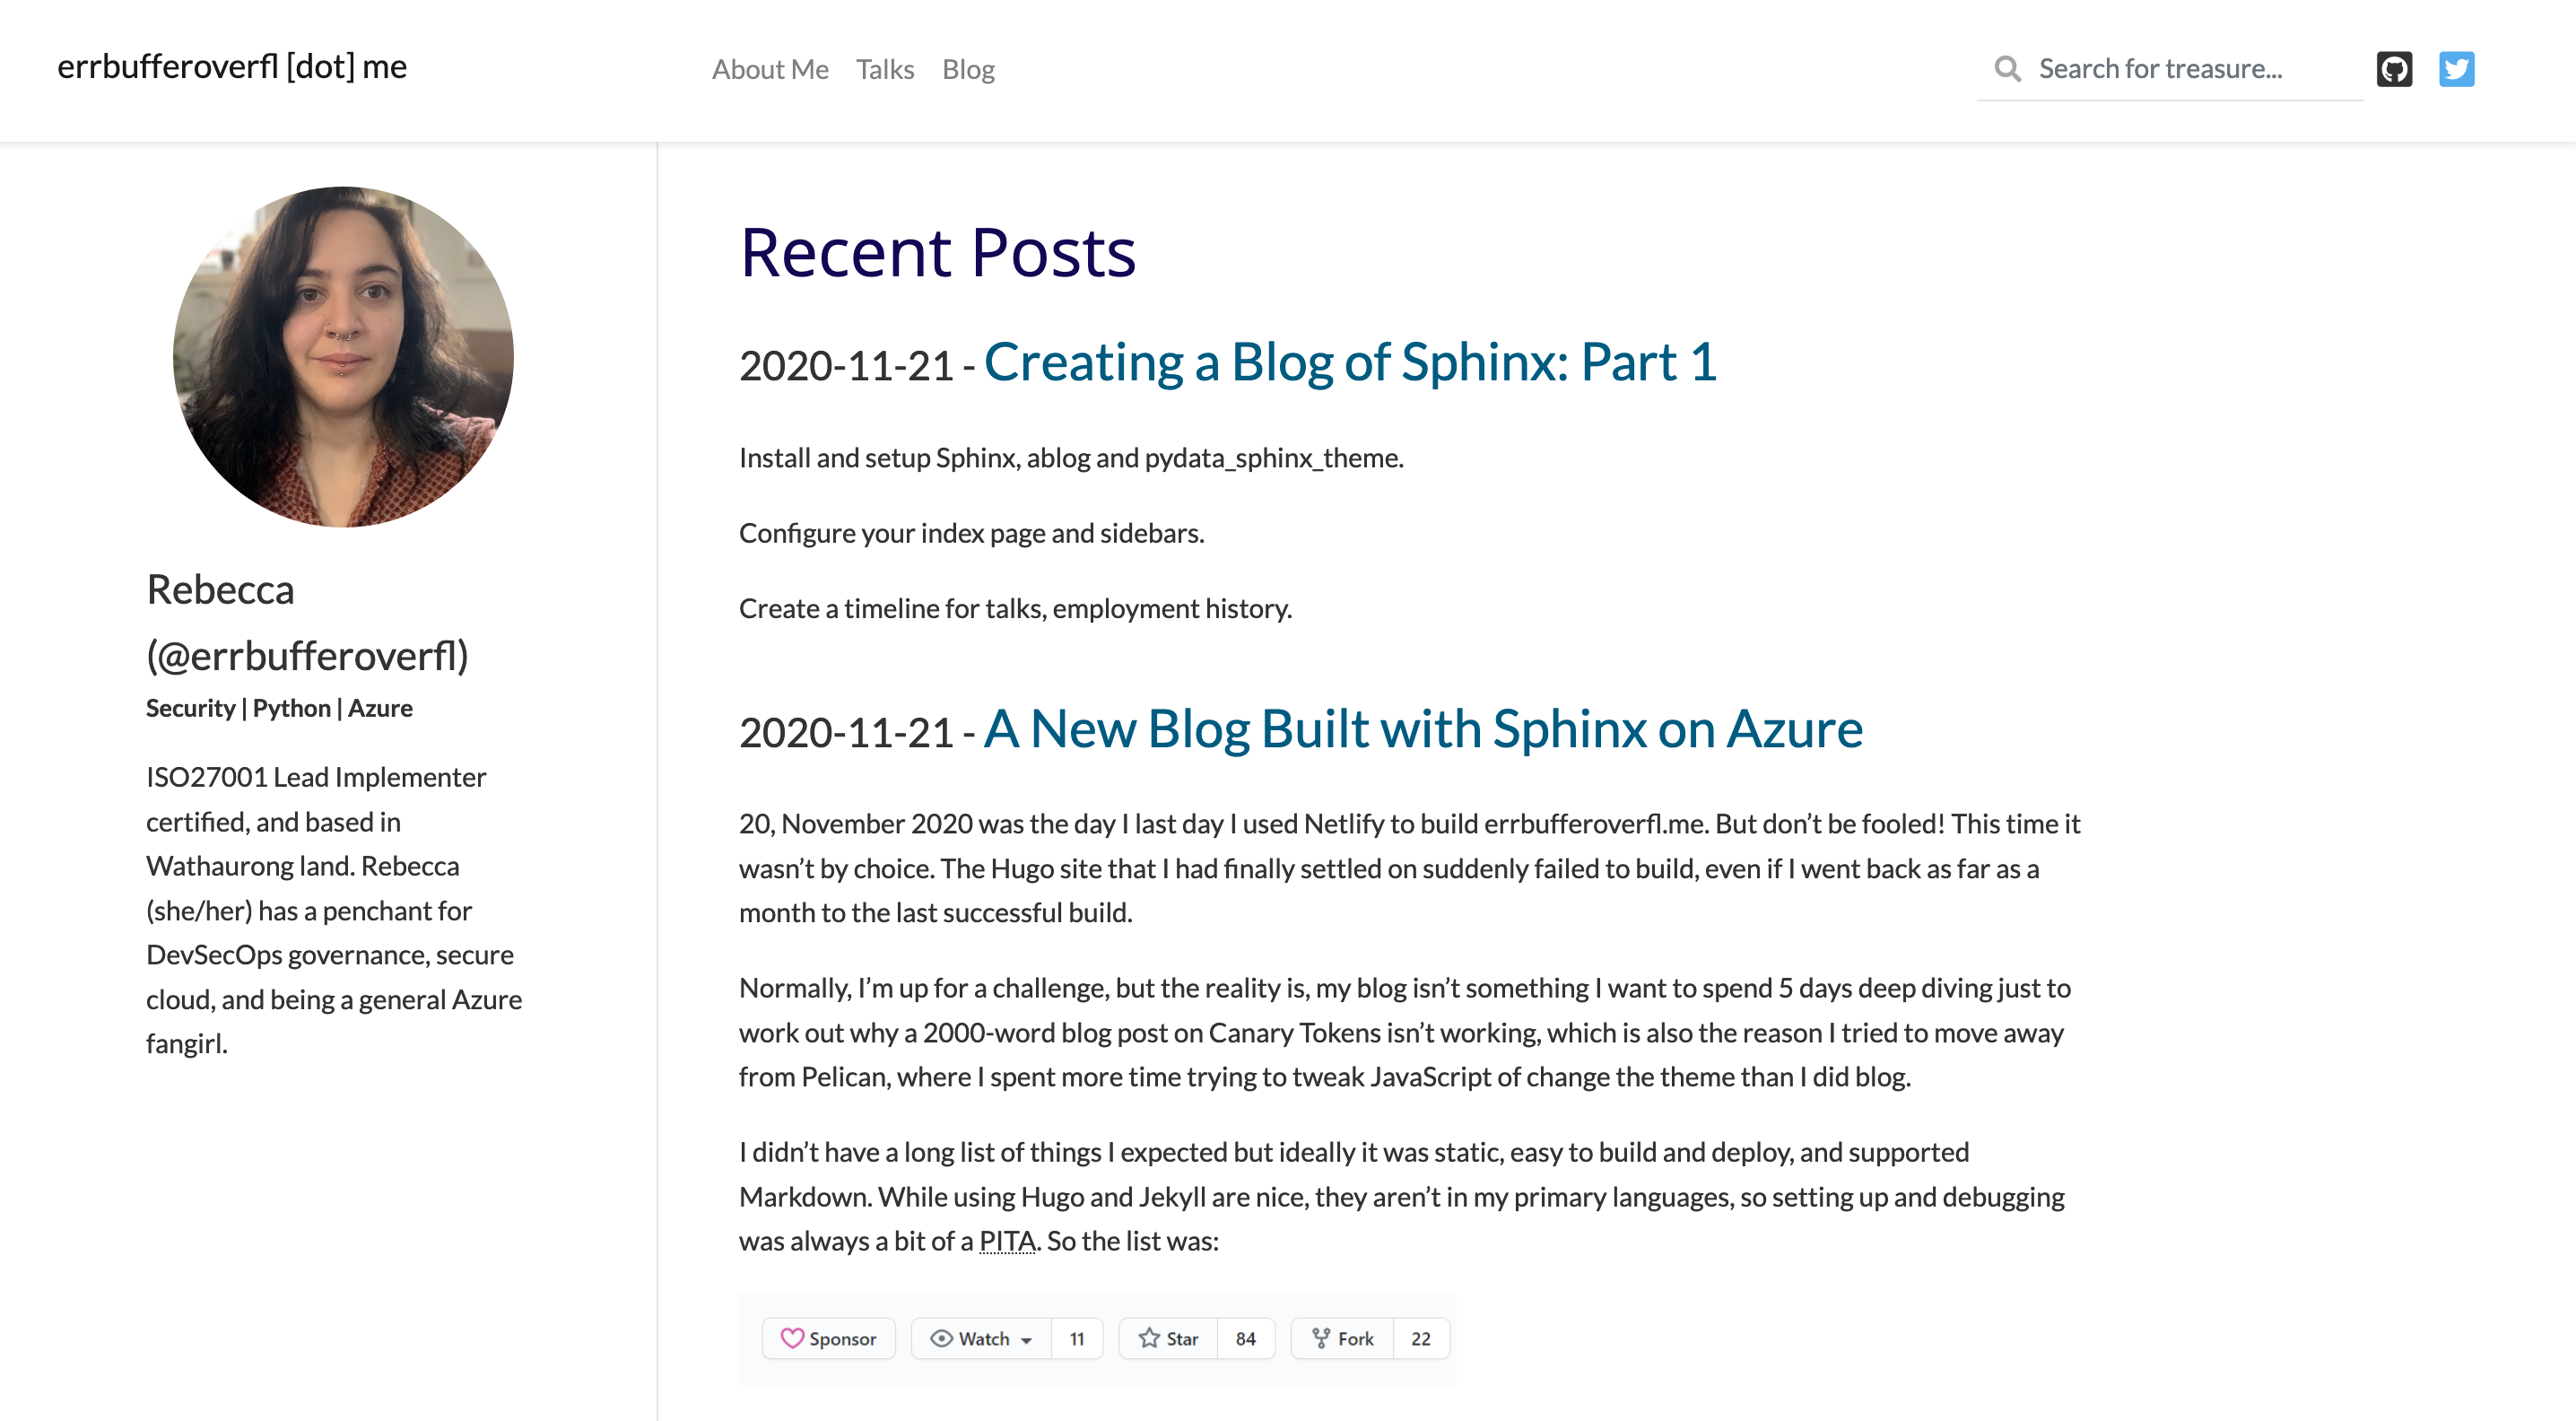 errbufferoverfl [dot] me
About Me Talks Blog
Search for treasure...
Rebecca
(@errbufferoverfl)
Security | Python | Azure
ISO27001 Lead Implementer
certified, and based in
Wathaurong land. Rebecca
(she/her) has a penchant for
DevSecOps governance, secure
cloud, and being a general Azure
fangirl.
Recent Posts
2020-11-21 - Creating a Blog of Sphinx: Part 1
Install and setup Sphinx, ablog and pydata_sphinx_theme.
Configure your index page and sidebars.
Create a timeline for talks, employment history.
2020-11-21 - A New Blog Built with Sphinx on Azure
20, November 2020 was the day I last day I used Netlify to build errbufferoverfl.me. But don’t be fooled! This time it
wasn’t by choice. The Hugo site that I had finally settled on suddenly failed to build, even if I went back as far as a
month to the last successful build.
Normally, I’m up for a challenge, but the reality is, my blog isn’t something I want to spend 5 days deep diving just to
work out why a 2000-word blog post on Canary Tokens isn’t working, which is also the reason I tried to move away
from Pelican, where I spent more time trying to tweak JavaScript of change the theme than I did blog.
I didn’t have a long list of things I expected but ideally it was static, easy to build and deploy, and supported
Markdown. While using Hugo and Jekyll are nice, they aren’t in my primary languages, so setting up and debugging
was always a bit of a PITA. So the list was:
Sponsor Watch 11 Star 84 Fork 22